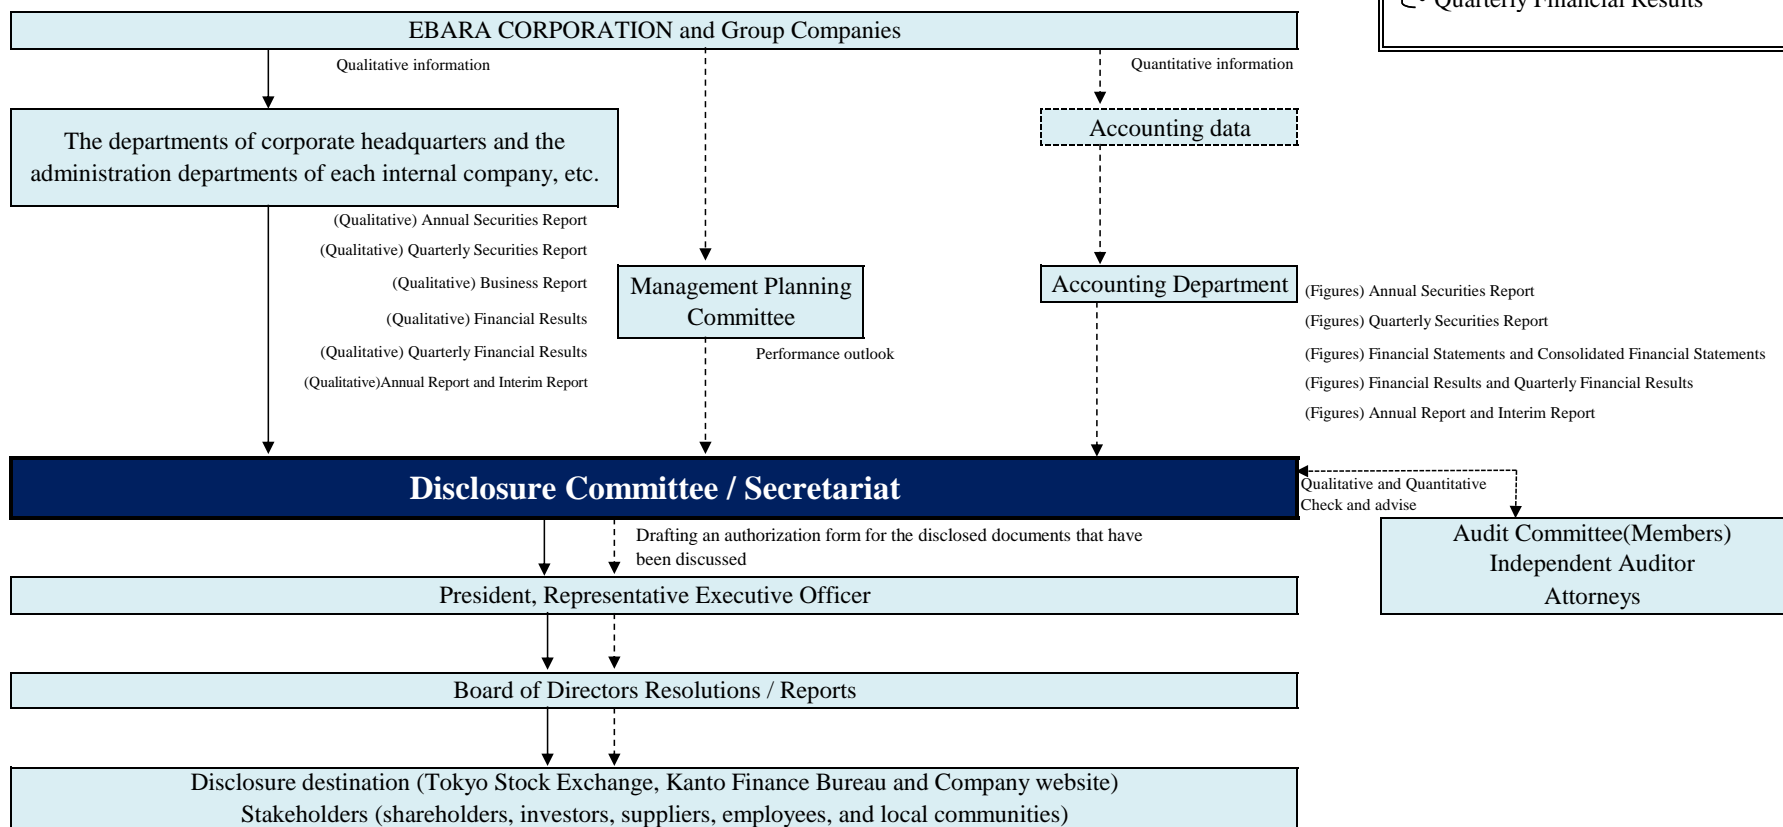 Quarterly Financial Results
EBARA CORPORATION and Group Companies
Qualitative information
Quantitative information
The departments of corporate headquarters and the
administration departments of each internal company, etc.
Accounting data
(Qualitative) Annual Securities Report
(Qualitative) Quarterly Securities Report
(Qualitative) Business Report
(Qualitative) Financial Results
(Qualitative) Quarterly Financial Results
(Qualitative)Annual Report and Interim Report
Management Planning
Committee
Performance outlook
Accounting Department
(Figures) Annual Securities Report
(Figures) Quarterly Securities Report
(Figures) Financial Statements and Consolidated Financial Statements
(Figures) Financial Results and Quarterly Financial Results
(Figures) Annual Report and Interim Report
Disclosure Committee / Secretariat
Qualitative and Quantitative
Check and advise
Audit Committee(Members)
Independent Auditor
Attorneys
Drafting an authorization form for the disclosed documents that have
been discussed
President, Representative Executive Officer
Board of Directors Resolutions / Reports
Disclosure destination (Tokyo Stock Exchange, Kanto Finance Bureau and Company website)
Stakeholders (shareholders, investors, suppliers, employees, and local communities)